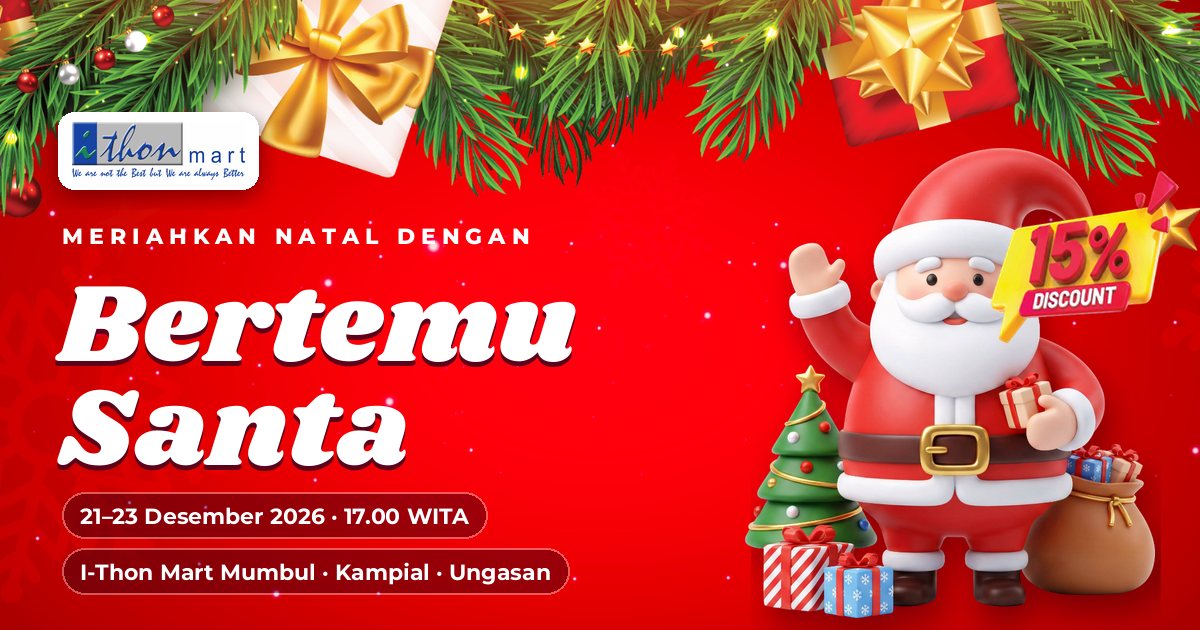 ithon mart
We are not the Best but We are always Better
MERIAHKAN NATAL DENGAN
Bertemu
Santa
15%
DISCOUNT
21–23 Desember 2026 · 17.00 WITA
I-Thon Mart Mumbul · Kampial · Ungasan